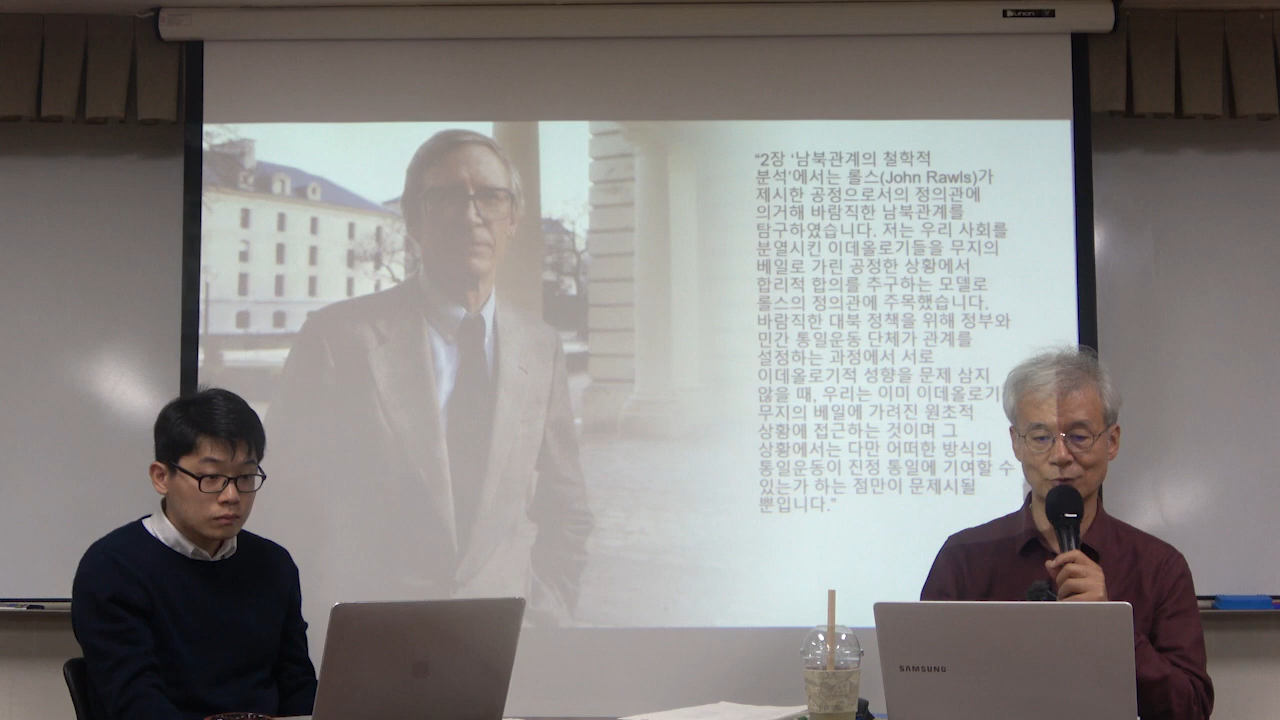 UNION
"2장 '남북관계의 철학적
분석'에서는 롤스(John Rawls)가
제시한 공정으로서의 정의관에
의거해 바람직한 남북관계를
탐구하였습니다. 저는 우리 사회를
분열시킨 이데올로기들을 무지의
베일로 가린 공정한 상황에서
합리적 합의를 추구하는 모델로
롤스의 정의관에 주목했습니다.
바람직한 대북 정책을 위해 정부와
민간 통일운동 단체가 관계를
설정하는 과정에서 서로
이데올로기적 성향을 문제 삼지
않을 때, 우리는 이미 이데올로기
무지의 베일에 가려진 원초적
상황에 접근하는 것이며 그
상황에서는 다만 어떠한 방식의
통일운동이 진정 통일에 기여할 수
있는가 하는 점만이 문제시될
뿐입니다."
SAMSUNG